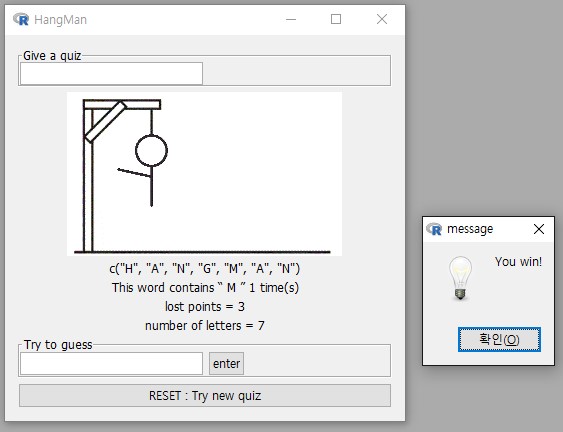 HangMan
Give a quiz
c("H", "A", "N", "G", "M", "A", "N")
This word contains “ M ” 1 time(s)
lost points = 3
number of letters = 7
Try to guess
enter
RESET : Try new quiz
message
You win!
확인(O)